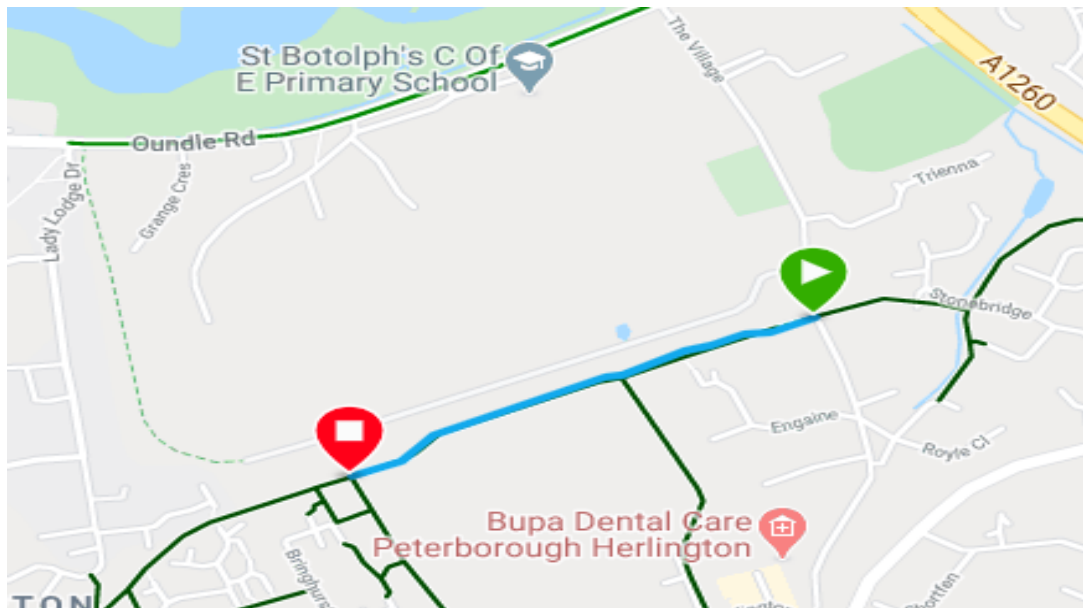 St Botolph's C Of
E Primary School
The Village
A1260
Oundle Rd
Lady Lodge Dr
Grange Cres
Trienna
Stonebridge
Engaine
Royle Cl
Bupa Dental Care
Peterborough Herlington